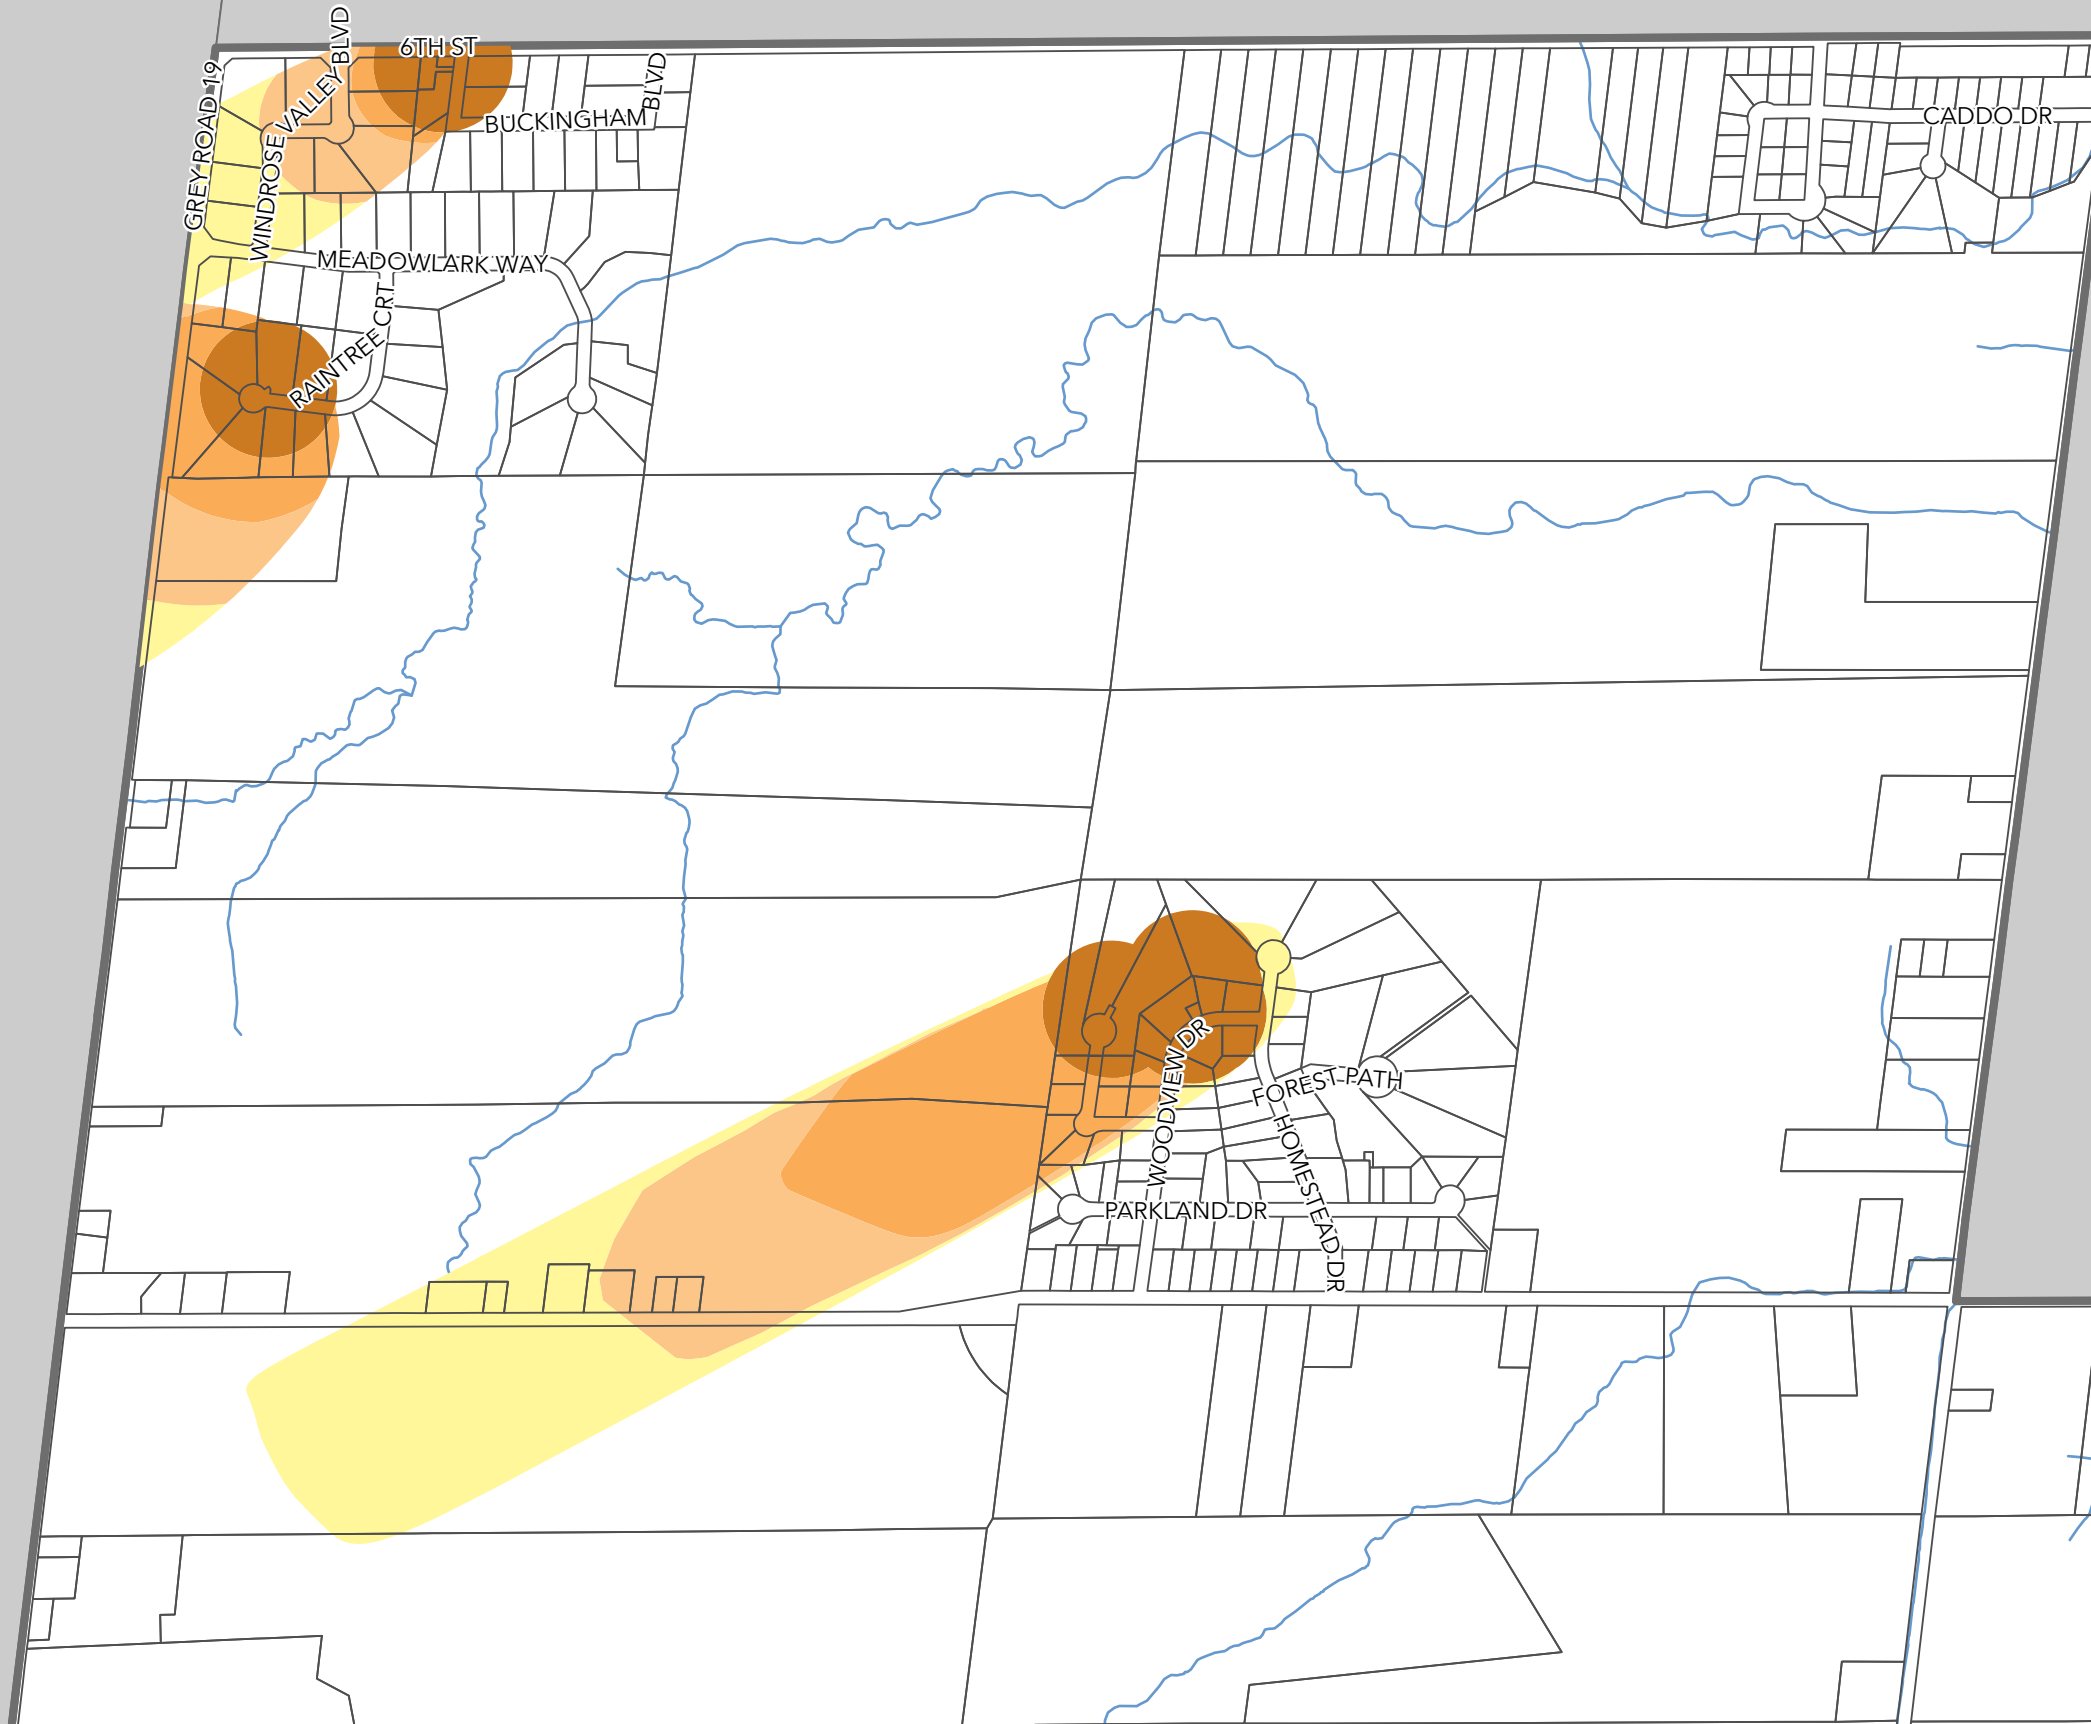 6TH ST
GREY ROAD 19
WINDROSE VALLEY BLVD
BUCKINGHAM BLVD
CADDO DR
MEADOWLARK WAY
RAINTREE CRT
WOODVIEW DR
FOREST PATH
HOMESTEAD DR
PARKLAND DR